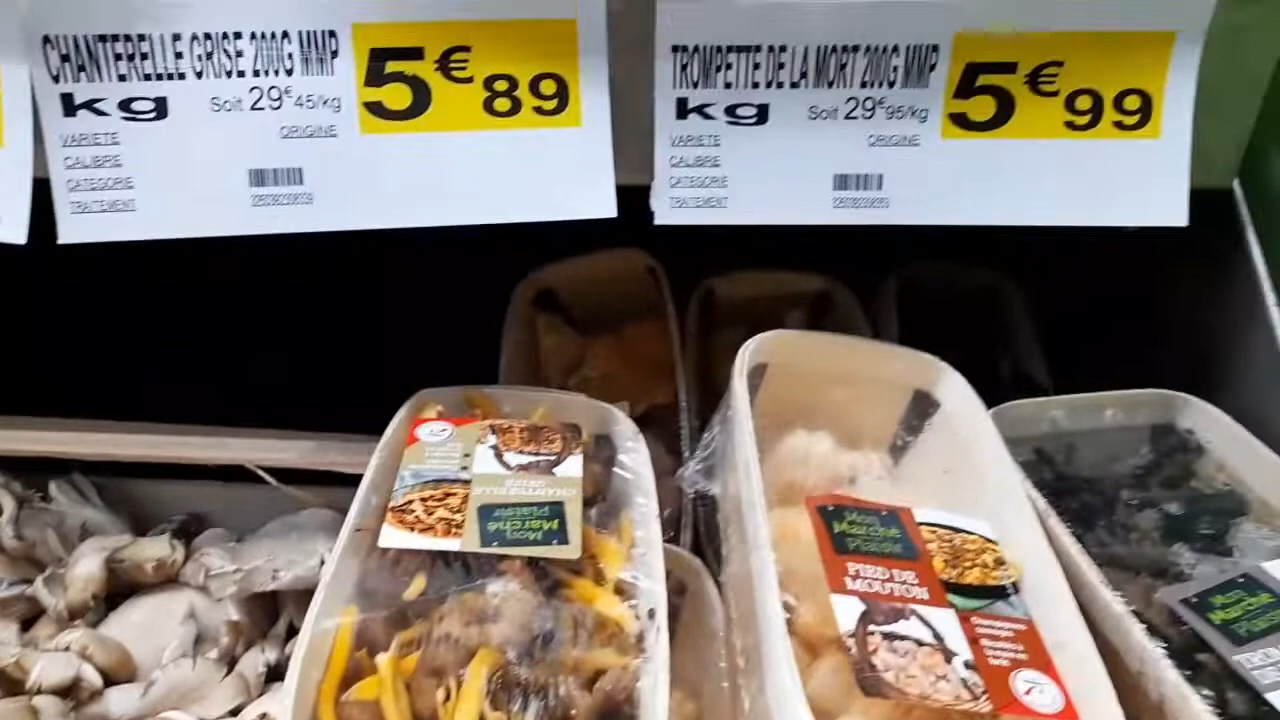 CHANTERELLE GRISE 200G MMP
kg
Soit 29€45/kg
5€89
VARIETE
ORIGINE
CALIBRE
CATEGORIE
TRAITEMENT
TROMPETTE DE LA MORT 200G MMP
kg
Soit 29€95/kg
5€99
VARIETE
ORIGINE
CALIBRE
CATEGORIE
TRAITEMENT
CHANTERELLE
GRISE
Mon
Marché
Plaisir
Mon
Marché
Plaisir
PIED DE
MOUTON
Mon
Marché
Plaisir